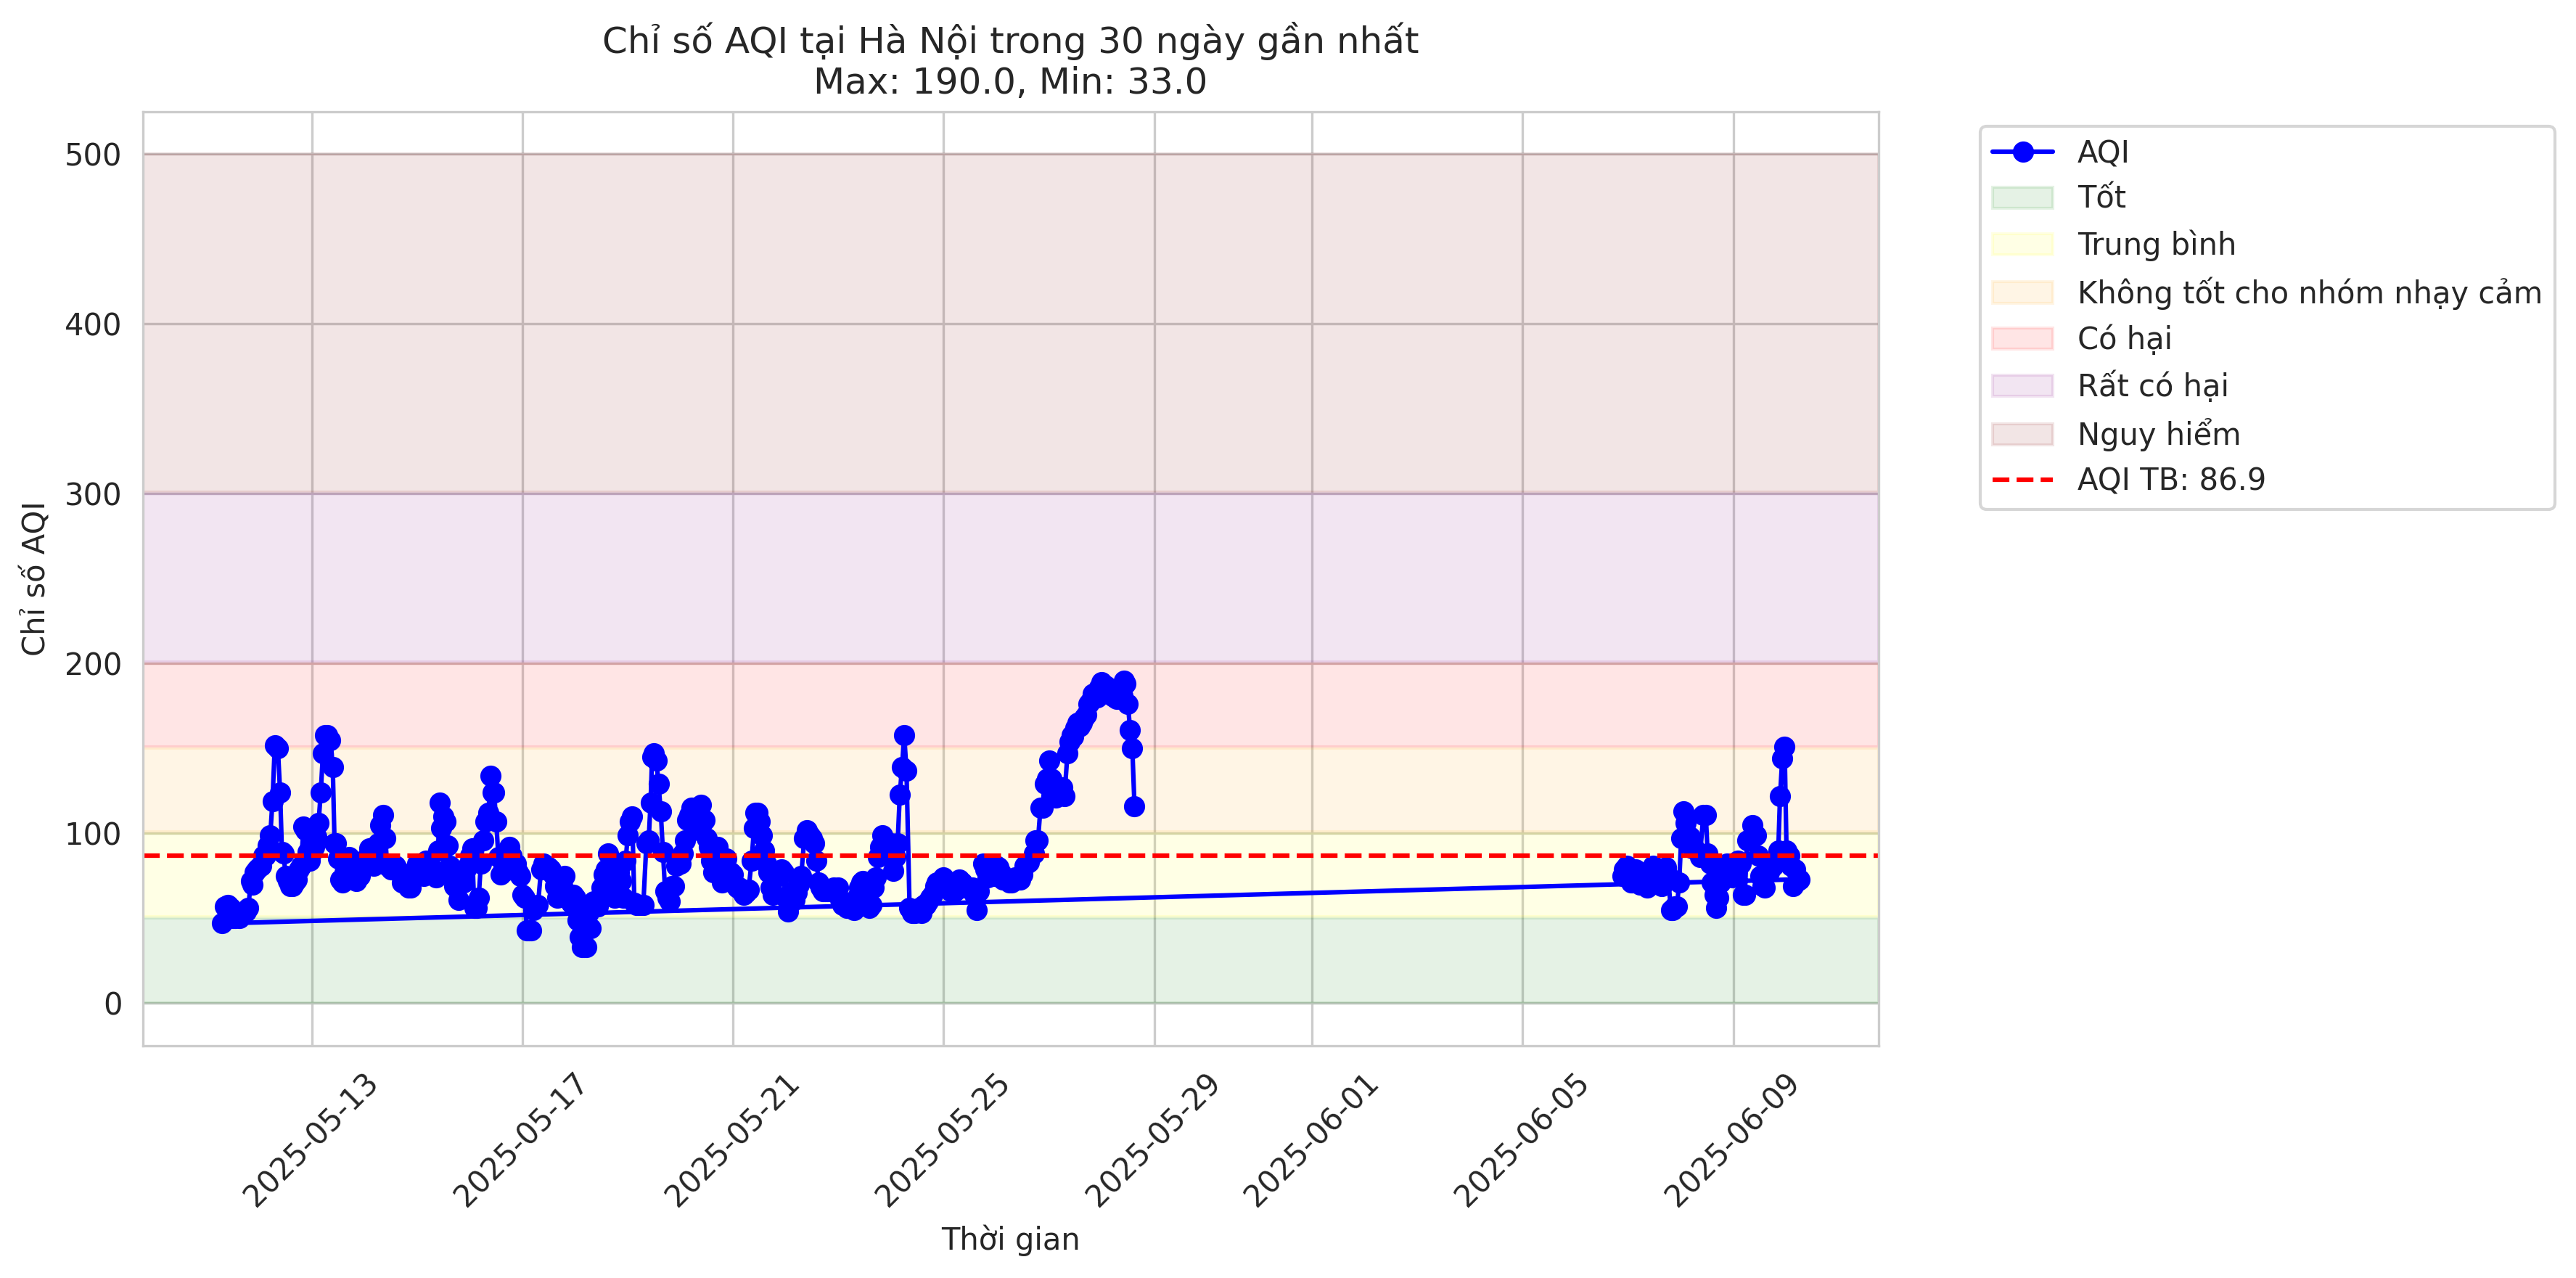 Chỉ số AQI tại Hà Nội trong 30 ngày gần nhất
Max: 190.0, Min: 33.0
Chỉ số AQI
500
400
300
200
100
0
2025-05-13
2025-05-17
2025-05-21
2025-05-25
2025-05-29
2025-06-01
2025-06-05
2025-06-09
Thời gian
AQI
Tốt
Trung bình
Không tốt cho nhóm nhạy cảm
Có hại
Rất có hại
Nguy hiểm
AQI TB: 86.9